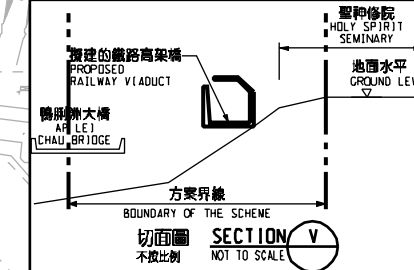 聖神修院
HOLY SPIRIT
SEMINARY
擬建的鐵路高架橋
PROPOSED
RAILWAY VIADUCT
地面水平
GROUND LEV
鴨脷洲大橋
AP LEI
CHAU BRIDGE
方案界線
BOUNDARY OF THE SCHEME
切面圖 SECTION V
不按比例 NOT TO SCALE